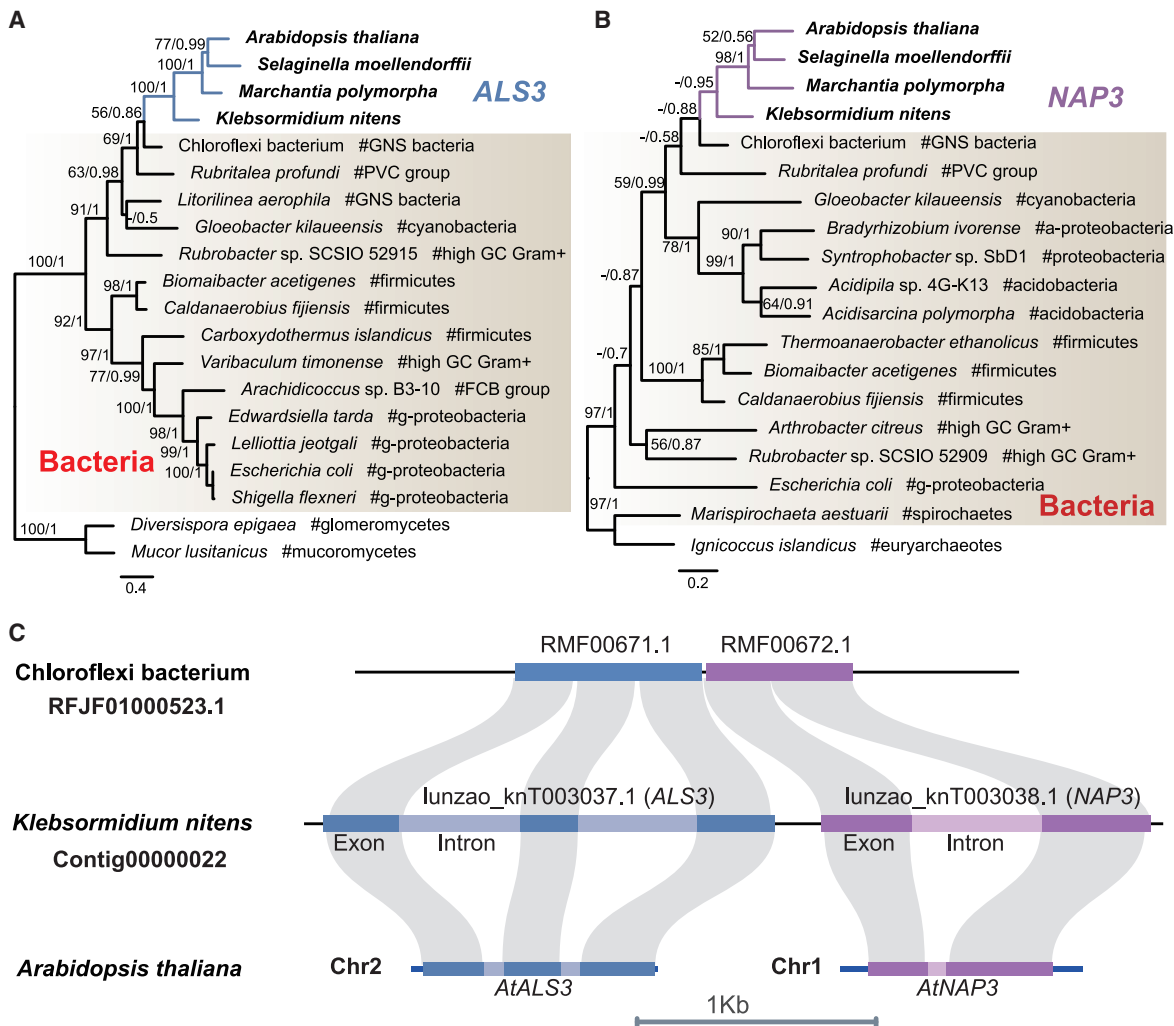 A
77/0.99
Arabidopsis thaliana
100/1
Selaginella moellendorffii
100/1
Marchantia polymorpha
ALS3
56/0.86
Klebsormidium nitens
69/1
Chloroflexi bacterium #GNS bacteria
63/0.98
Rubritalea profundi #PVC group
Litorilinea aerophila #GNS bacteria
91/1
-/0.5
Gloeobacter kilaueensis #cyanobacteria
Rubrobacter sp. SCSIO 52915 #high GC Gram+
100/1
98/1
Biomaibacter acetigenes #firmicutes
Caldanaerobius fijiensis #firmicutes
92/1
Carboxydothermus islandicus #firmicutes
97/1
Varibaculum timonense #high GC Gram+
77/0.99
Arachidicoccus sp. B3-10 #FCB group
100/1
Edwardsiella tarda #g-proteobacteria
98/1
Lelliottia jeotgali #g-proteobacteria
99/1
Bacteria
100/1
Escherichia coli #g-proteobacteria
Shigella flexneri #g-proteobacteria
100/1
Diversispora epigaea #glomeromycetes
Mucor lusitanicus #mucoromycetes
0.4
B
52/0.56
Arabidopsis thaliana
98/1
Selaginella moellendorffii
-/0.95
Marchantia polymorpha
NAP3
-/0.88
Klebsormidium nitens
-/0.58
Chloroflexi bacterium #GNS bacteria
Rubritalea profundi #PVC group
59/0.99
Gloeobacter kilaueensis #cyanobacteria
90/1
Bradyrhizobium ivorense #a-proteobacteria
78/1
99/1
Syntrophobacter sp. SbD1 #proteobacteria
-/0.87
Acidipila sp. 4G-K13 #acidobacteria
64/0.91
Acidisarcina polymorpha #acidobacteria
Thermoanaerobacter ethanolicus #firmicutes
-/0.7
85/1
100/1
Biomaibacter acetigenes #firmicutes
Caldanaerobius fijiensis #firmicutes
97/1
Arthrobacter citreus #high GC Gram+
56/0.87
Rubrobacter sp. SCSIO 52909 #high GC Gram+
Escherichia coli #g-proteobacteria
97/1
Marispirochaeta aestuarii #spirochaetes
Bacteria
Ignicoccus islandicus #euryarchaeotes
0.2
C
RMF00671.1 RMF00672.1
Chloroflexi bacterium
RFJF01000523.1
lunzao_knT003037.1 (ALS3) lunzao_knT003038.1 (NAP3)
Klebsormidium nitens
Exon Intron Exon Intron
Contig00000022
Arabidopsis thaliana Chr2 Chr1
AtALS3 AtNAP3
1Kb